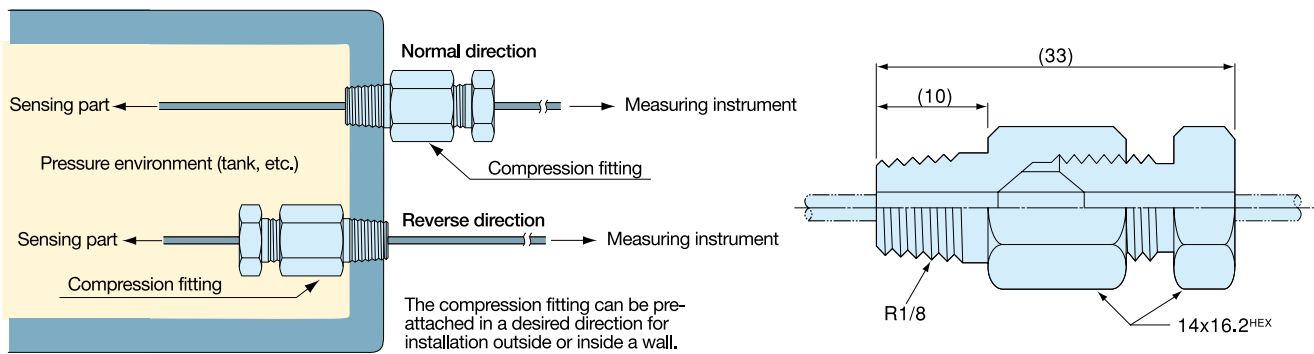 Normal direction
Sensing part
Measuring instrument
Pressure environment (tank, etc.)
Compression fitting
Reverse direction
Sensing part
Measuring instrument
Compression fitting
The compression fitting can be pre-
attached in a desired direction for
installation outside or inside a wall.
(33)
(10)
R1/8
14x16.2HEX